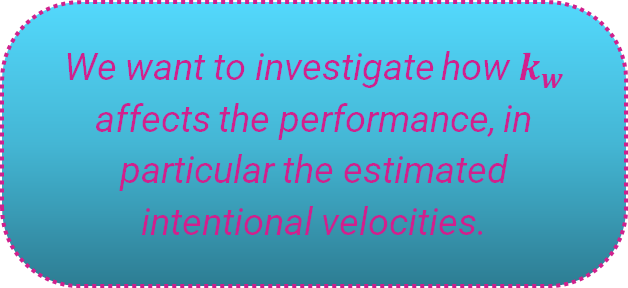 We want to investigate how k_w
affects the performance, in
particular the estimated
intentional velocities.